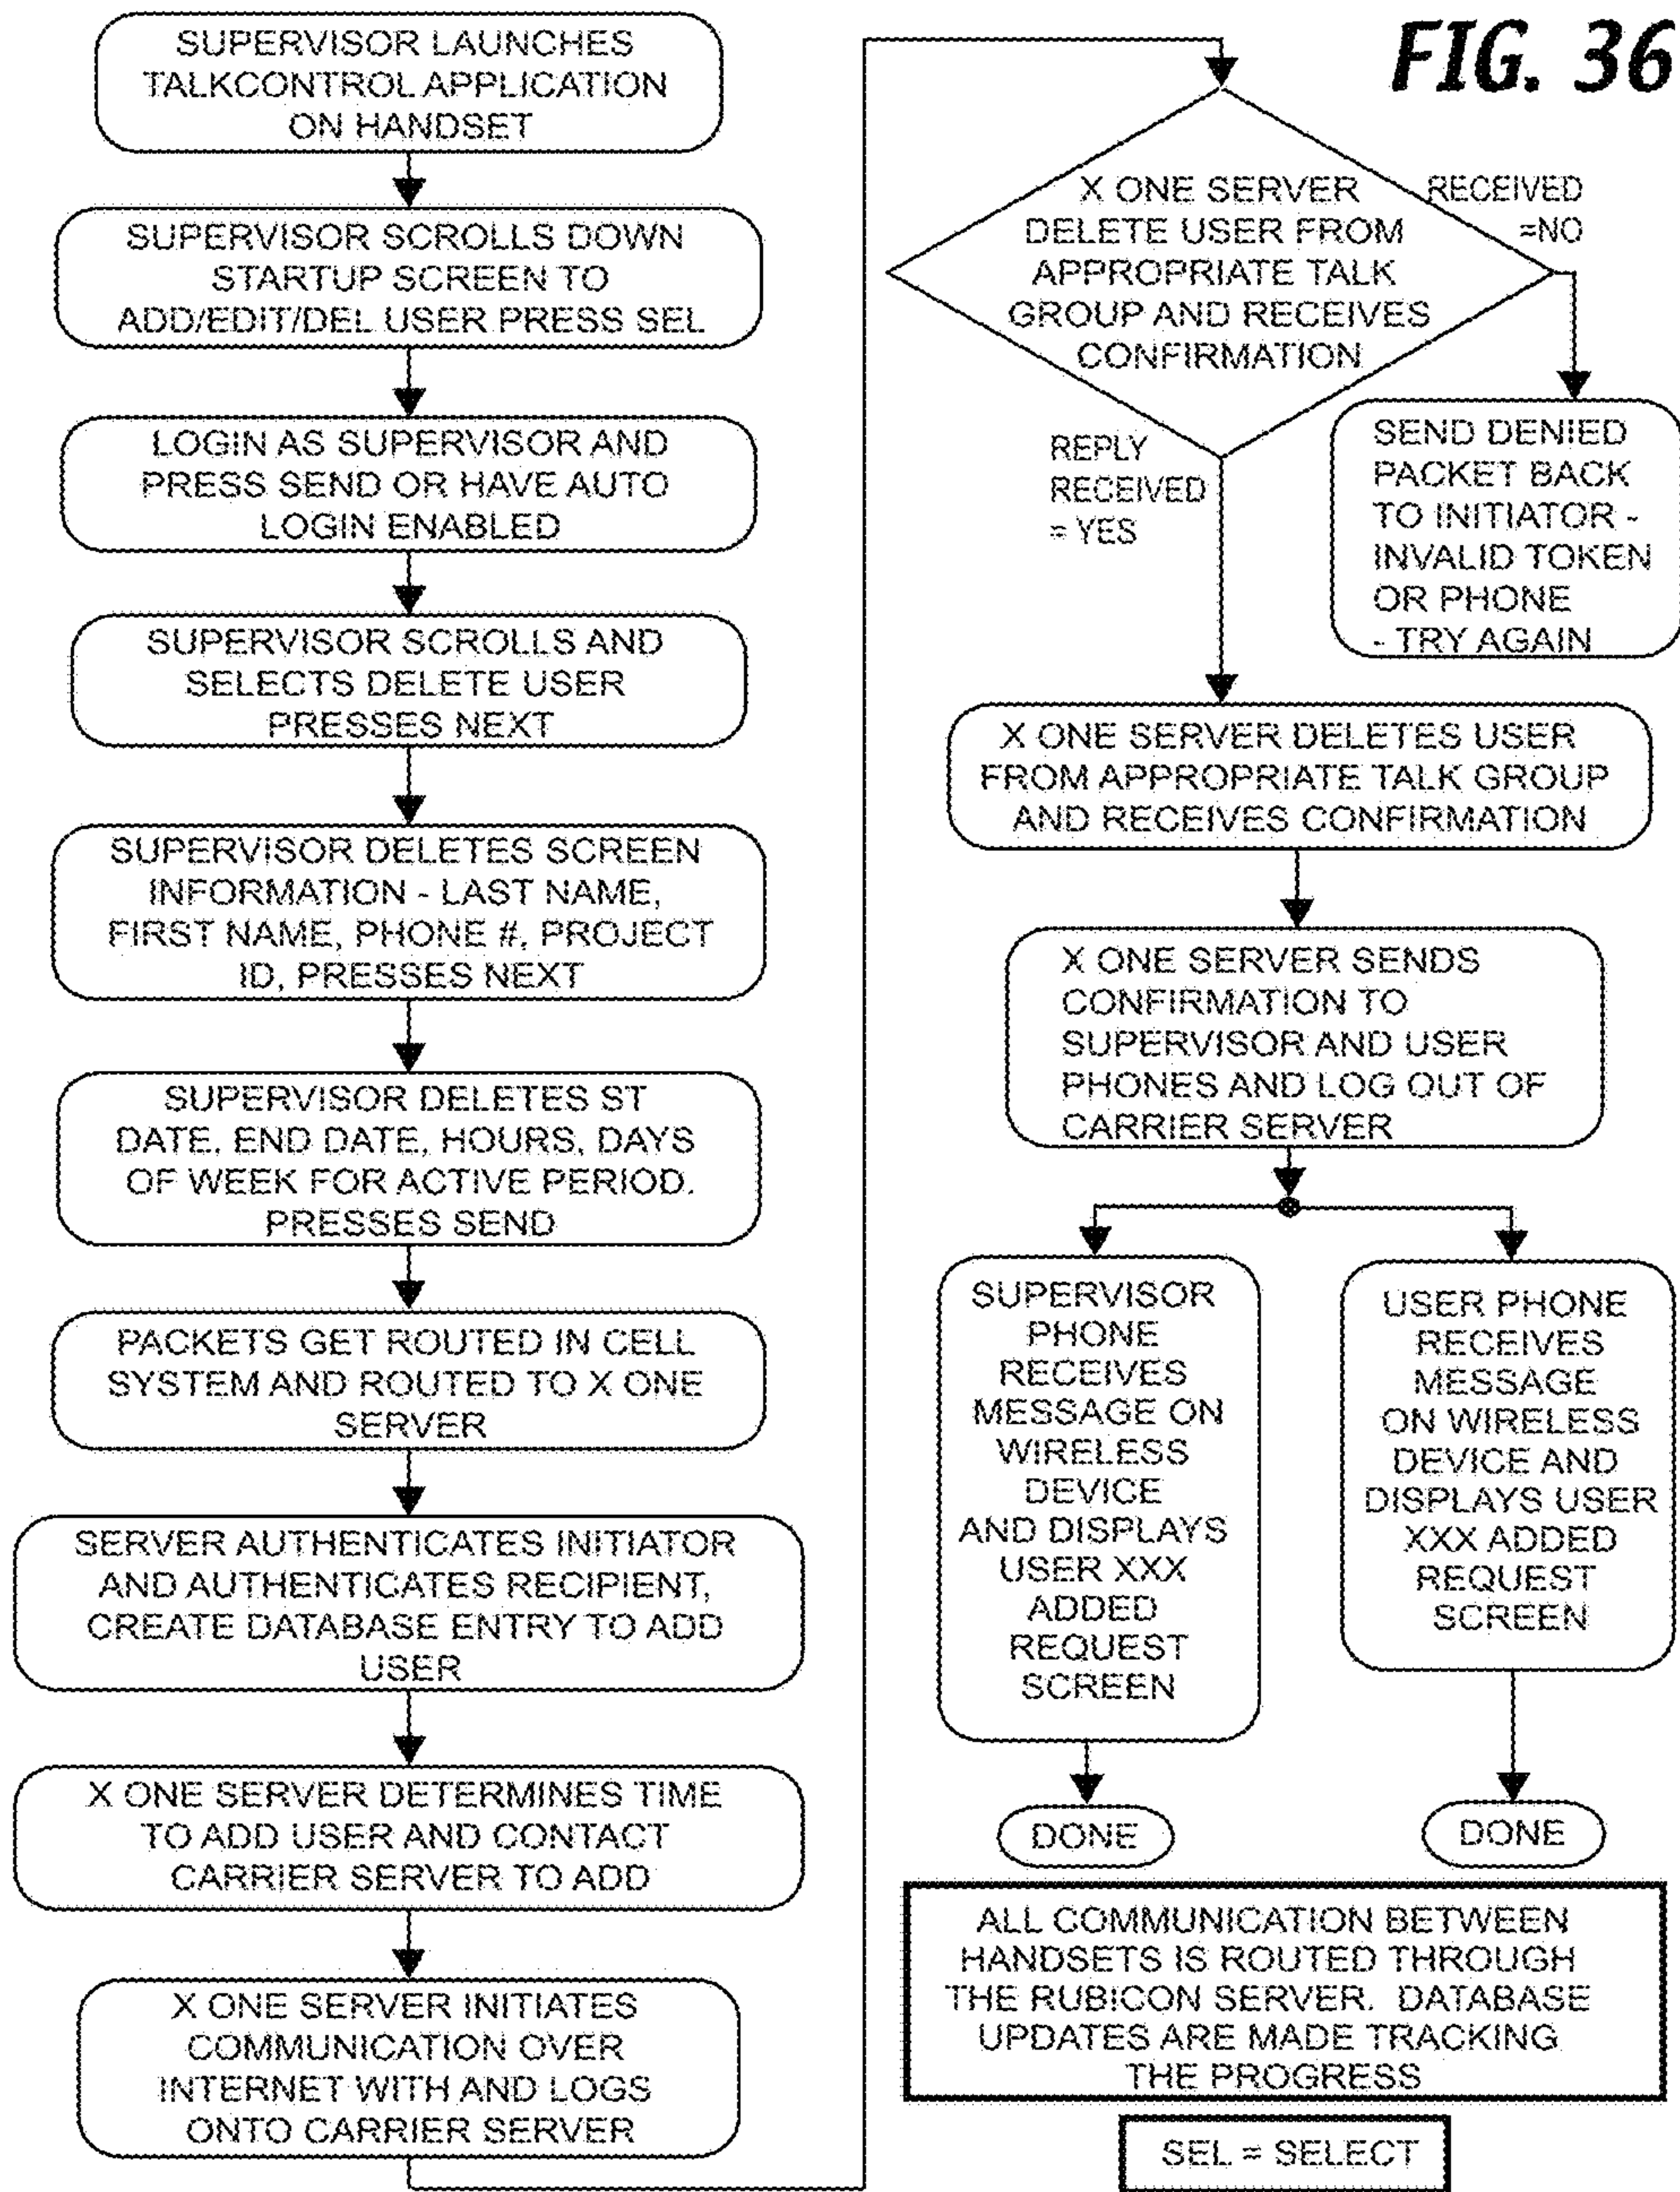 FIG. 36
SUPERVISOR LAUNCHES
TALKCONTROL APPLICATION
ON HANDSET
SUPERVISOR SCROLLS DOWN
STARTUP SCREEN TO
ADD/EDIT/DEL USER PRESS SEL
LOGIN AS SUPERVISOR AND
PRESS SEND OR HAVE AUTO
LOGIN ENABLED
SUPERVISOR SCROLLS AND
SELECTS DELETE USER
PRESSES NEXT
SUPERVISOR DELETES SCREEN
INFORMATION - LAST NAME,
FIRST NAME, PHONE #, PROJECT
ID, PRESSES NEXT
SUPERVISOR DELETES ST
DATE, END DATE, HOURS, DAYS
OF WEEK FOR ACTIVE PERIOD.
PRESSES SEND
PACKETS GET ROUTED IN CELL
SYSTEM AND ROUTED TO X ONE
SERVER
SERVER AUTHENTICATES INITIATOR
AND AUTHENTICATES RECIPIENT,
CREATE DATABASE ENTRY TO ADD
USER
X ONE SERVER DETERMINES TIME
TO ADD USER AND CONTACT
CARRIER SERVER TO ADD
X ONE SERVER INITIATES
COMMUNICATION OVER
INTERNET WITH AND LOGS
ONTO CARRIER SERVER
X ONE SERVER
DELETE USER FROM
APPROPRIATE TALK
GROUP AND RECEIVES
CONFIRMATION
RECEIVED
=NO
REPLY
RECEIVED
= YES
SEND DENIED
PACKET BACK
TO INITIATOR -
INVALID TOKEN
OR PHONE
- TRY AGAIN
X ONE SERVER DELETES USER
FROM APPROPRIATE TALK GROUP
AND RECEIVES CONFIRMATION
X ONE SERVER SENDS
CONFIRMATION TO
SUPERVISOR AND USER
PHONES AND LOG OUT OF
CARRIER SERVER
SUPERVISOR
PHONE
RECEIVES
MESSAGE ON
WIRELESS
DEVICE
AND DISPLAYS
USER XXX
ADDED
REQUEST
SCREEN
USER PHONE
RECEIVES
MESSAGE
ON WIRELESS
DEVICE AND
DISPLAYS USER
XXX ADDED
REQUEST
SCREEN
DONE
DONE
ALL COMMUNICATION BETWEEN
HANDSETS IS ROUTED THROUGH
THE RUBICON SERVER. DATABASE
UPDATES ARE MADE TRACKING
THE PROGRESS
SEL = SELECT